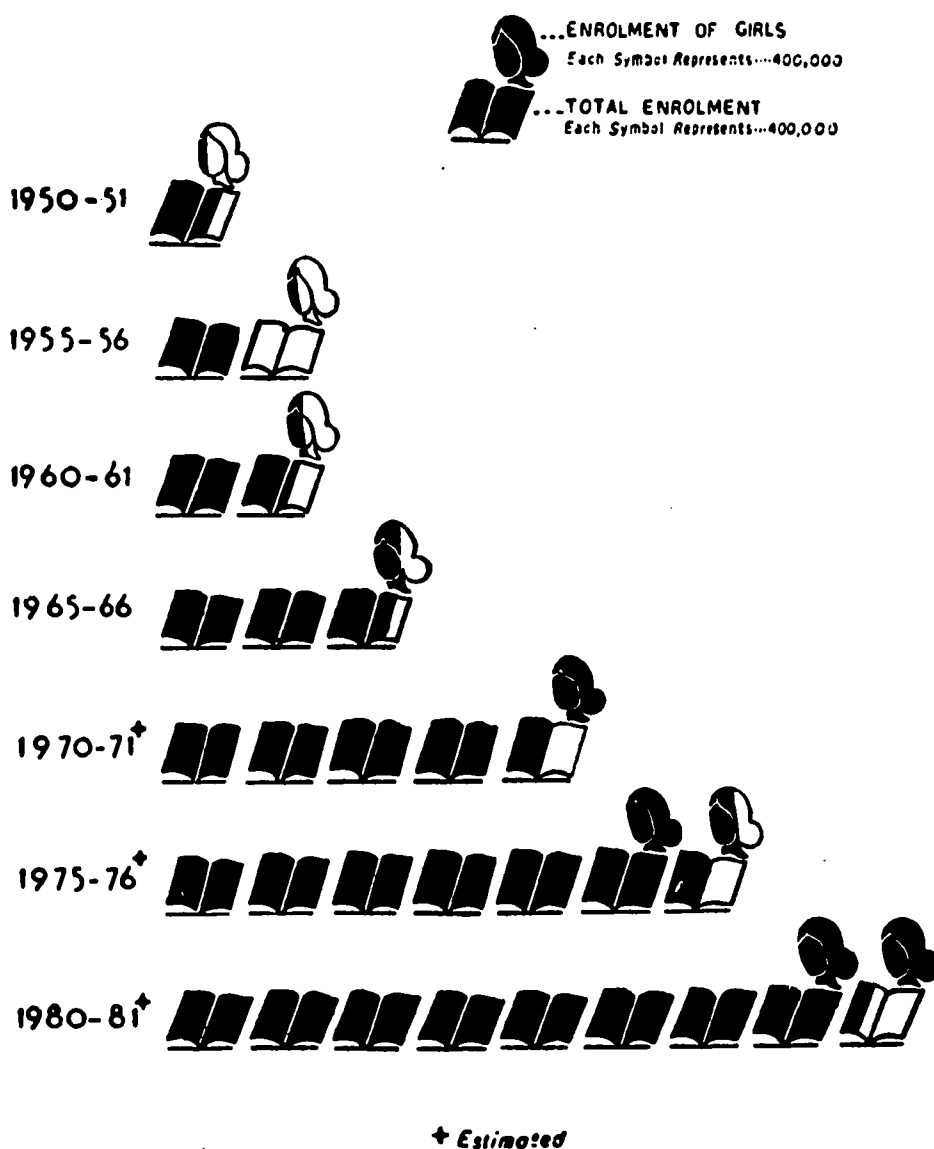 ...ENROLMENT OF GIRLS
Each Symbol Represents....400,000
...TOTAL ENROLMENT
Each Symbol Represents...400,000
1950-51
1955-56
1960-61
1965-66
1970-71+
1975-76+
1980-81+
+ Estimated